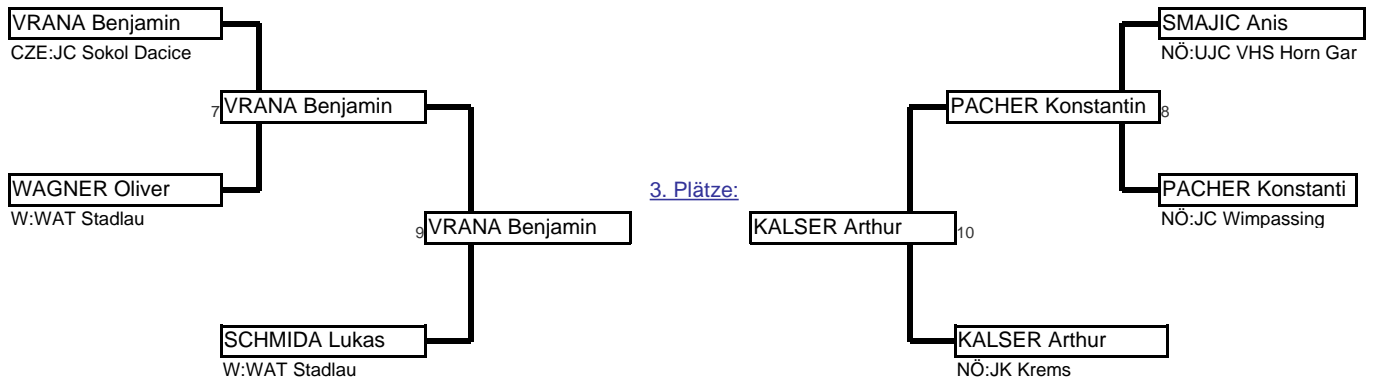 VRANA Benjamin
CZE:JC Sokol Dacice
7 VRANA Benjamin
WAGNER Oliver
W:WAT Stadlau
9 VRANA Benjamin
SCHMIDA Lukas
W:WAT Stadlau
3. Plätze:
SMAJIC Anis
NÖ:UJC VHS Horn Gar
PACHER Konstantin 8
PACHER Konstanti
NÖ:JC Wimpassing
KALSER Arthur 10
KALSER Arthur
NÖ:JK Krems